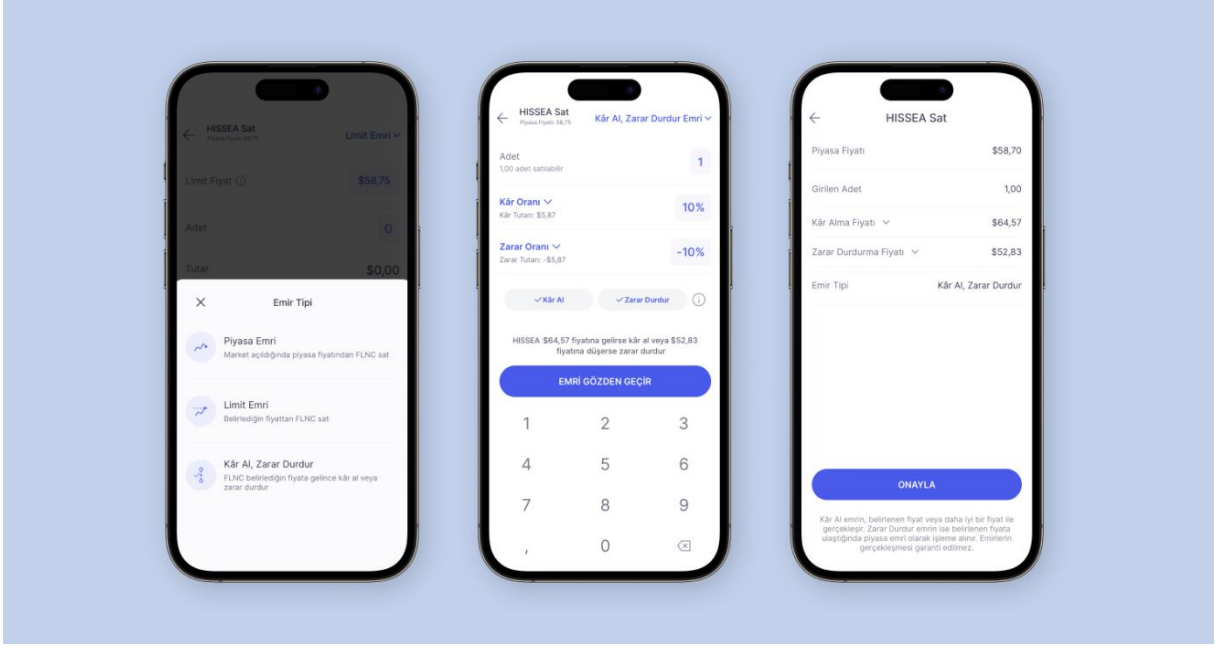 HISSEA Sat
Piyasa Fiyatı: 58,75
Limit Emri
Limit Fiyat
$58,75
Adet
0
Tutar
$0,00
Emir Tipi
Piyasa Emri
Market açıldığında piyasa fiyatından FLNC sat
Limit Emri
Belirlediğin fiyattan FLNC sat
Kâr Al, Zarar Durdur
FLNC belirlediğin fiyata gelince kâr al veya
zarar durdur
HISSEA Sat
Piyasa Fiyatı: 58,75
Kâr Al, Zarar Durdur Emri
Adet
1,00 adet satılabilir
1
Kâr Oranı
Kâr Tutarı: $5,87
10%
Zarar Oranı
Zarar Tutarı: -$5,87
-10%
Kâr Al
Zarar Durdur
HISSEA $64,57 fiyatına gelirse kâr al veya $52,83
fiyatına düşerse zarar durdur
EMRİ GÖZDEN GEÇİR
1 2 3
4 5 6
7 8 9
, 0
HISSEA Sat
Piyasa Fiyatı $58,70
Girilen Adet 1,00
Kâr Alma Fiyatı $64,57
Zarar Durdurma Fiyatı $52,83
Emir Tipi Kâr Al, Zarar Durdur
ONAYLA
Kâr Al emrin, belirlenen fiyat veya daha iyi bir fiyat ile
gerçekleşir. Zarar Durdur emrin ise belirlenen fiyata
ulaştığında piyasa emri olarak işleme alınır. Emirlerin
gerçekleşmesi garanti edilmez.